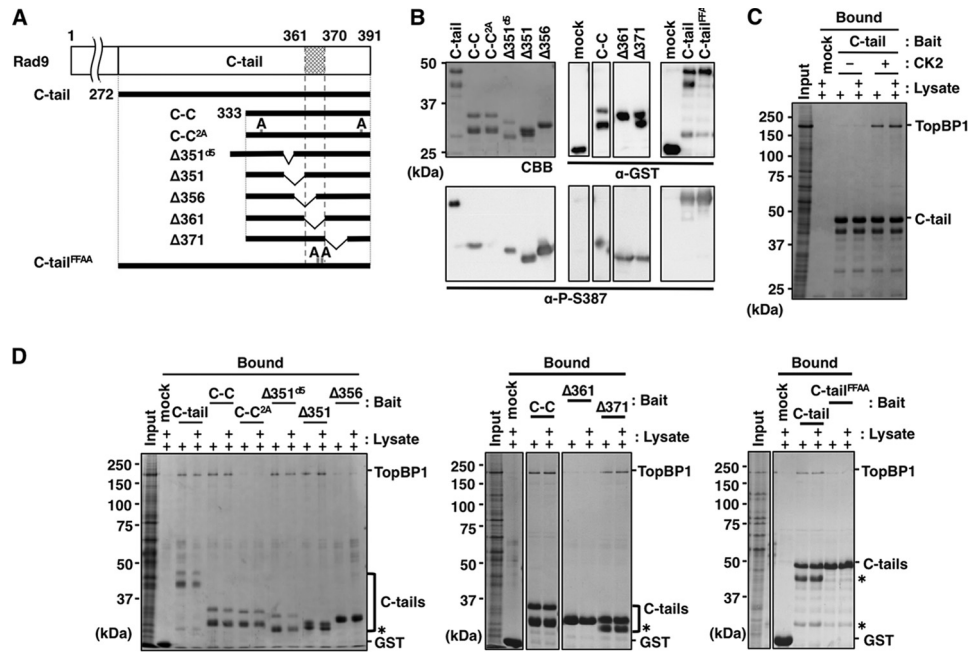 A
1 361 370 391
Rad9 C-tail
C-tail 272
C-C 333
A A
C-C2A
Δ351d5
Δ351
Δ356
Δ361
Δ371
A A
C-tailFFAA
B
C-tail C-C C-C2A Δ351d5 Δ351 Δ356 mock C-C Δ361 Δ371 mock C-tail
50
37
25
(kDa) CBB α-GST
α-P-S387
C
Bound
C-tail : Bait
mock − + : CK2
Input + + + + + : Lysate
250 TopBP1
150
100
75
50 C-tail
37
25
(kDa)
D
Bound
Input mock C-tail C-C C-C2A Δ351d5 Δ351 Δ356 : Bait
+ + + + + + : Lysate
+ + + + + + + + + + + + +
250 TopBP1
150
100
75
50
37 C-tails
*
(kDa) GST
Bound
Input mock C-C Δ361 Δ371 : Bait
+ + + + : Lysate
+ + + + + + +
250 TopBP1
150
100
75
50
37 C-tails
*
(kDa) GST
Bound
C-tailFFAA
Input mock C-tail : Bait
+ + + : Lysate
+ + + + +
250 TopBP1
150
100
75
50 C-tails
*
37
*
(kDa) GST